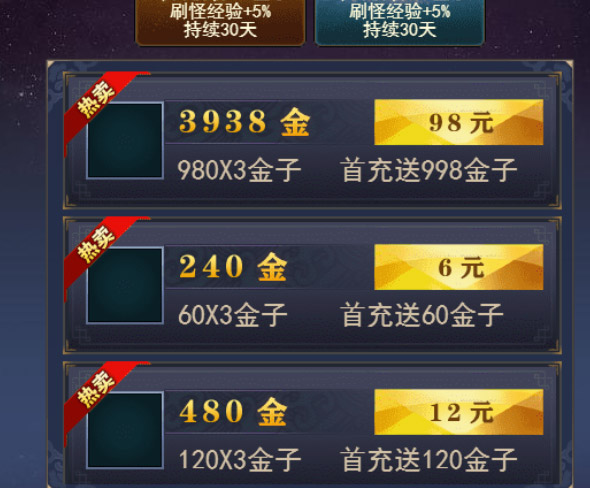 刷怪经验+5%
持续30天
刷怪经验+5%
持续30天
热卖
3938 金
98 元
980X3金子
首充送998金子
热卖
240 金
6 元
60X3金子
首充送60金子
热卖
480 金
12 元
120X3金子
首充送120金子